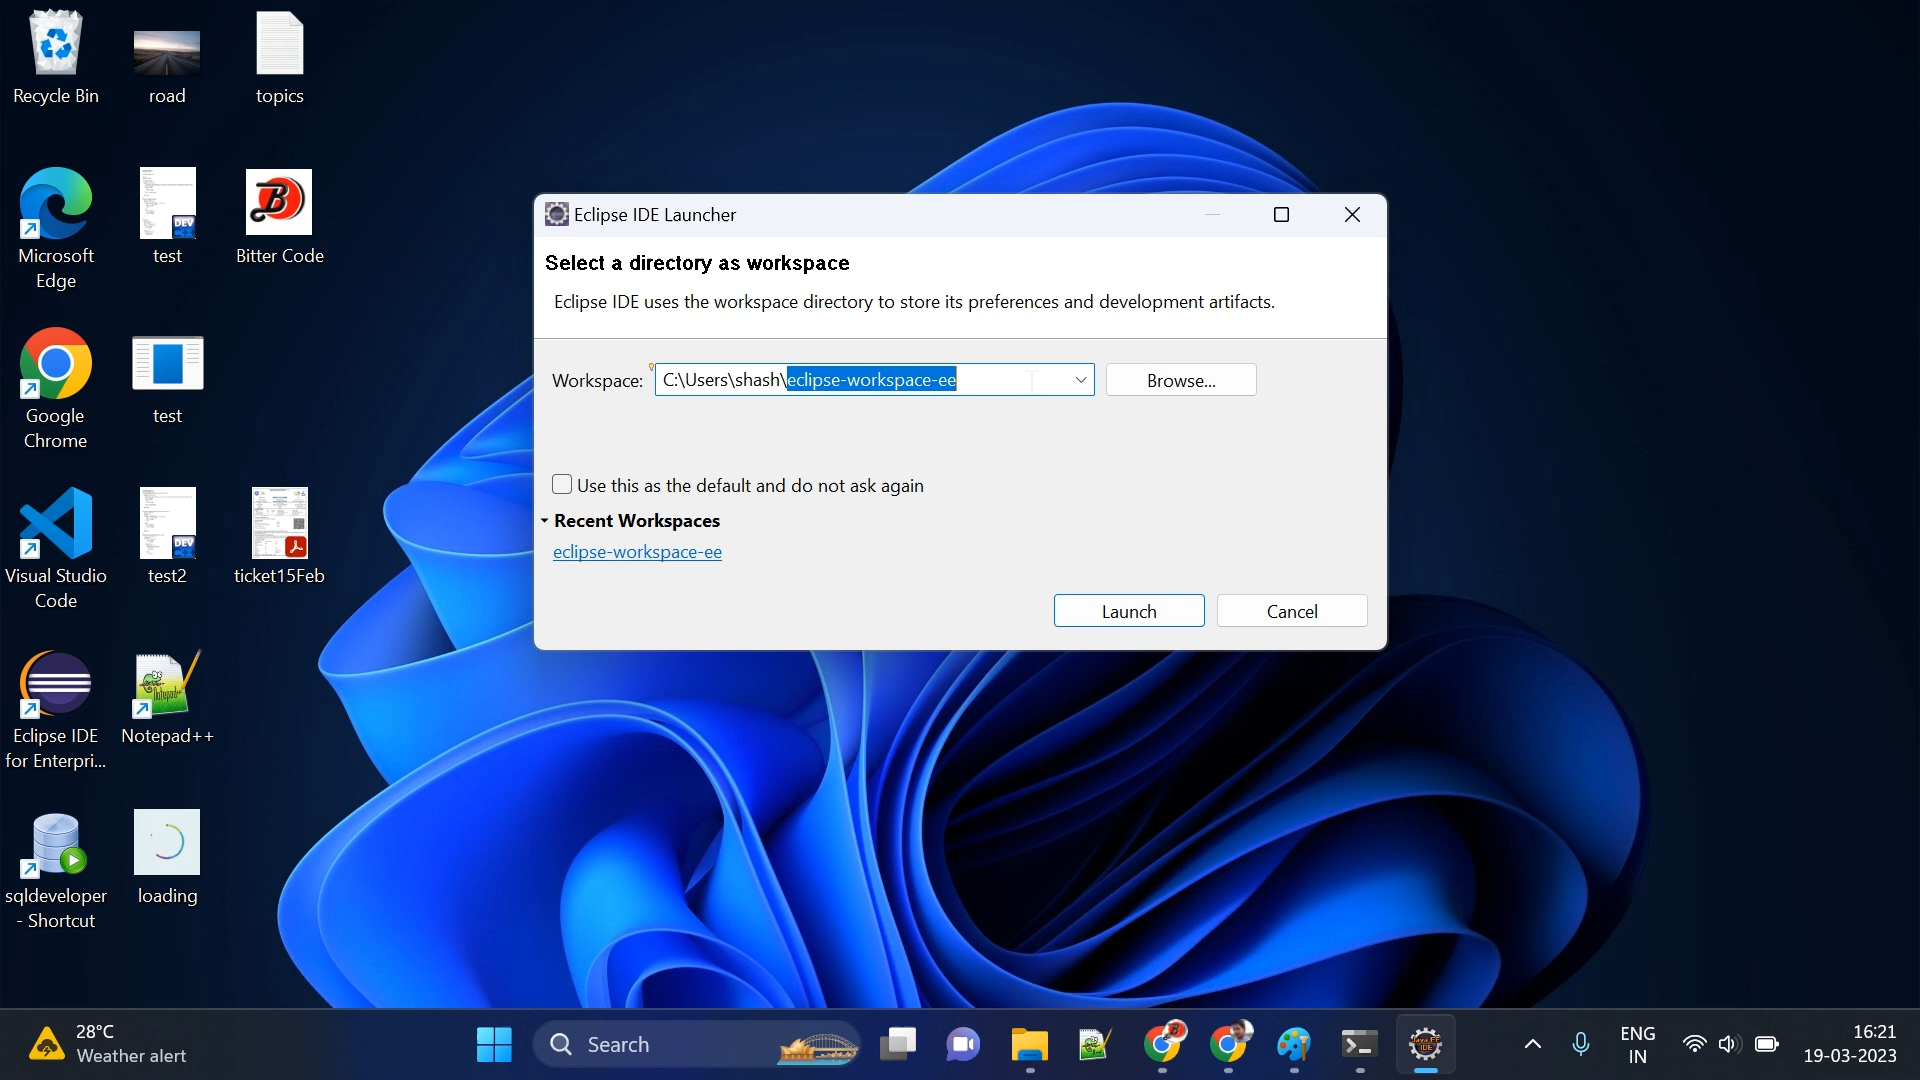 Recycle Bin
road
topics
Microsoft
Edge
test
Bitter Code
Google
Chrome
test
Visual Studio
Code
test2
ticket15Feb
Eclipse IDE
for Enterpri...
Notepad++
sqldeveloper
- Shortcut
loading
Eclipse IDE Launcher
Select a directory as workspace
Eclipse IDE uses the workspace directory to store its preferences and development artifacts.
Workspace: C:\Users\shash\eclipse-workspace-ee Browse...
Use this as the default and do not ask again
Recent Workspaces
eclipse-workspace-ee
Launch Cancel
28°C
Weather alert
Search
ENG
IN
16:21
19-03-2023